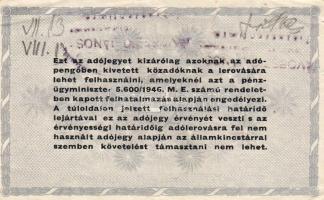 VII. 13
VIII. 13
Ezt az adójegyet kizárólag azoknak az adó-
pengőben kivetett közadóknak a lerovására
lehet felhasználni, amelyeknél azt a pénz-
ügyminiszter 5.600/1946. M. E. számú rendelet-
ben kapott felhatalmazás alapján engedélyezi.
A túloldalon jelzett felhasználási határidő
lejártával ez az adójegy érvényét veszti s az
érvényességi határidőig adólerovásra fel nem
használt adójegy alapján az államkincstárral
szemben követelést támasztani nem lehet.